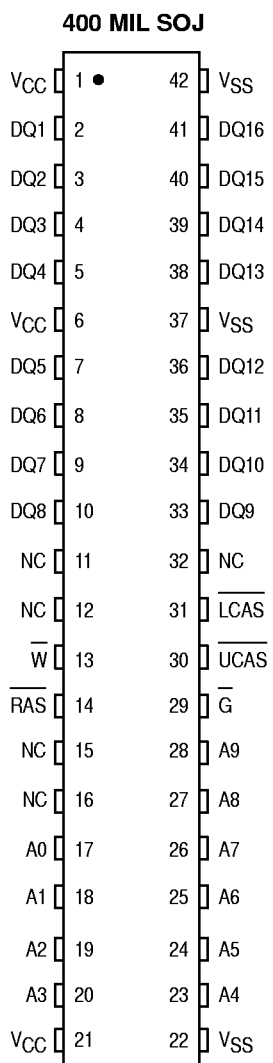 400 MIL SOJ
VCC 1 42 VSS
DQ1 2 41 DQ16
DQ2 3 40 DQ15
DQ3 4 39 DQ14
DQ4 5 38 DQ13
VCC 6 37 VSS
DQ5 7 36 DQ12
DQ6 8 35 DQ11
DQ7 9 34 DQ10
DQ8 10 33 DQ9
NC 11 32 NC
NC 12 31 LCAS
W 13 30 UCAS
RAS 14 29 G
NC 15 28 A9
NC 16 27 A8
A0 17 26 A7
A1 18 25 A6
A2 19 24 A5
A3 20 23 A4
VCC 21 22 VSS